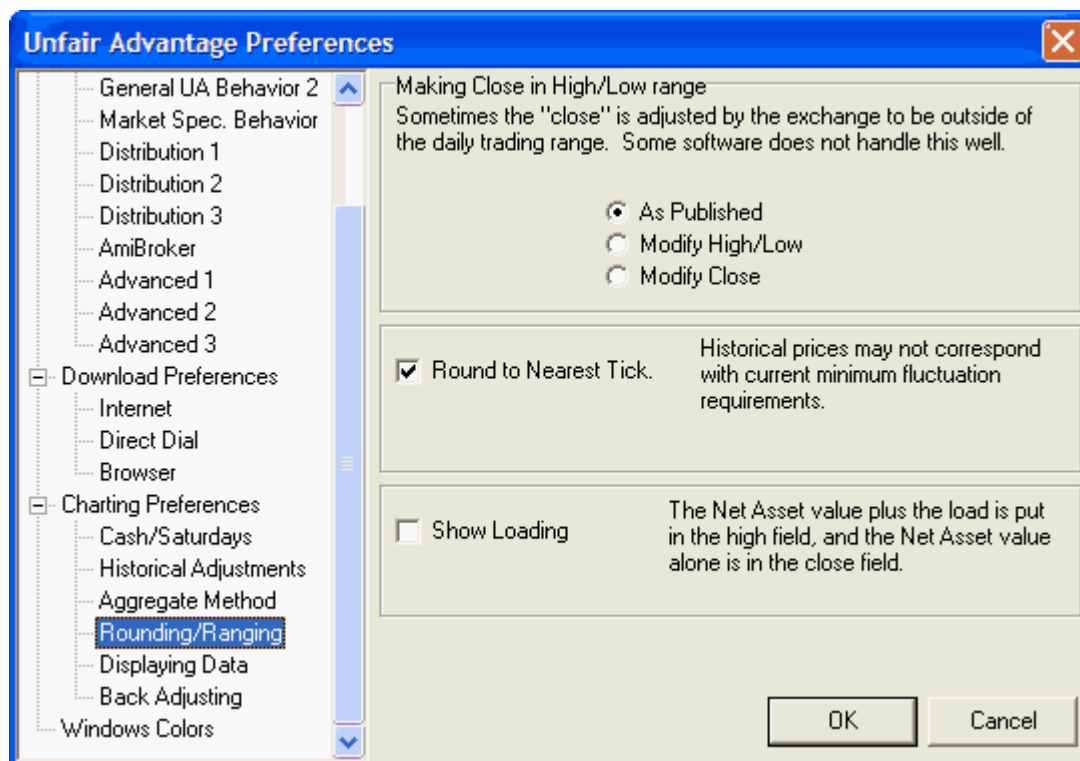 Unfair Advantage Preferences
General UA Behavior 2
Market Spec. Behavior
Distribution 1
Distribution 2
Distribution 3
AmiBroker
Advanced 1
Advanced 2
Advanced 3
Download Preferences
Internet
Direct Dial
Browser
Charting Preferences
Cash/Saturdays
Historical Adjustments
Aggregate Method
Rounding/Ranging
Displaying Data
Back Adjusting
Windows Colors
Making Close in High/Low range
Sometimes the "close" is adjusted by the exchange to be outside of
the daily trading range. Some software does not handle this well.
As Published
Modify High/Low
Modify Close
Round to Nearest Tick.
Historical prices may not correspond
with current minimum fluctuation
requirements.
Show Loading
The Net Asset value plus the load is put
in the high field, and the Net Asset value
alone is in the close field.
OK
Cancel